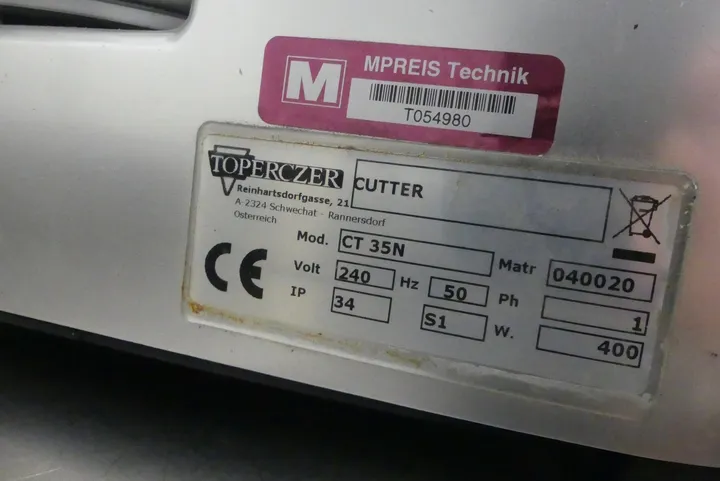 M
MPREIS Technik
T054980
TOPERCZER
Reinhartsdorfgasse, 21
A-2324 Schwechat - Rannersdorf
Österreich
CUTTER
Mod. CT 35N Matr 040020
Volt 240 Hz 50 Ph 1
IP 34 S1 W. 400
CE